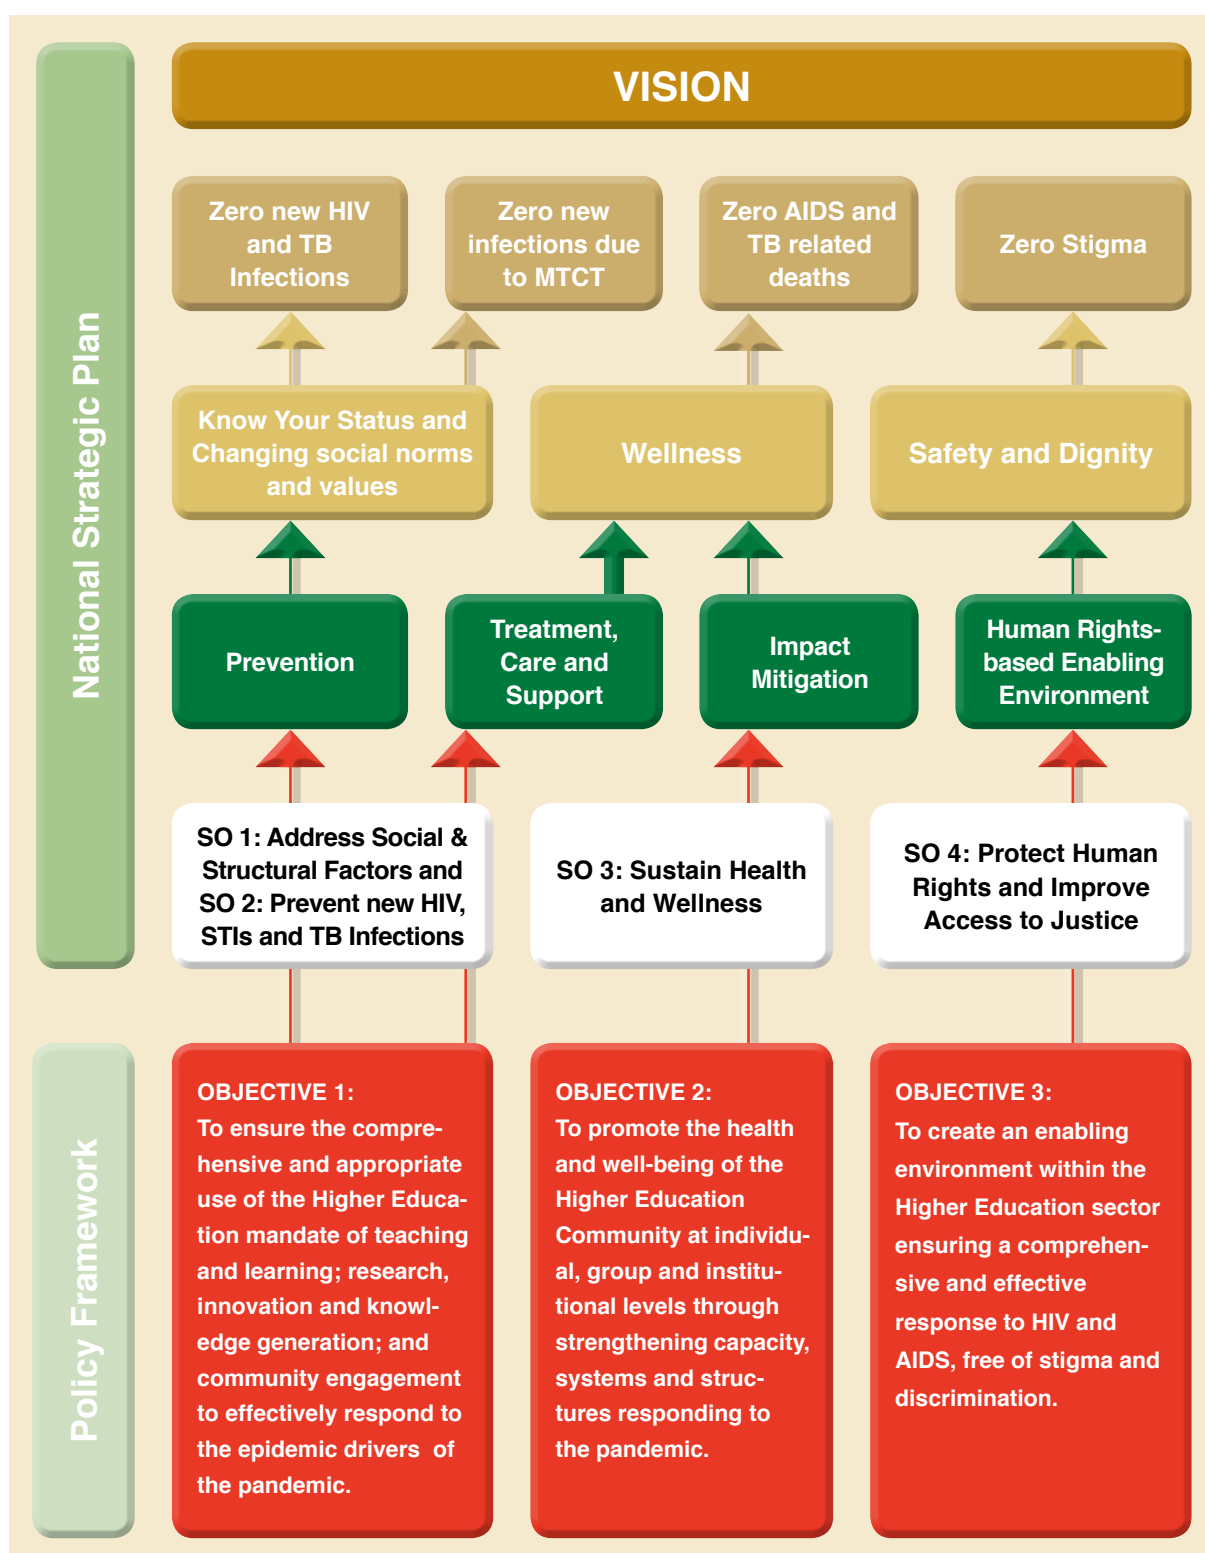 National Strategic Plan
VISION
Zero new HIV
and TB
Infections
Zero new
infections due
to MTCT
Zero AIDS and
TB related
deaths
Zero Stigma
Know Your Status and
Changing social norms
and values
Wellness
Safety and Dignity
Prevention
Treatment,
Care and
Support
Impact
Mitigation
Human Rights-
based Enabling
Environment
SO 1: Address Social &
Structural Factors and
SO 2: Prevent new HIV,
STIs and TB Infections
SO 3: Sustain Health
and Wellness
SO 4: Protect Human
Rights and Improve
Access to Justice
Policy Framework
OBJECTIVE 1:
To ensure the compre-
hensive and appropriate
use of the Higher Educa-
tion mandate of teaching
and learning; research,
innovation and knowl-
edge generation; and
community engagement
to effectively respond to
the epidemic drivers of
the pandemic.
OBJECTIVE 2:
To promote the health
and well-being of the
Higher Education
Community at individu-
al, group and institu-
tional levels through
strengthening capacity,
systems and struc-
tures responding to
the pandemic.
OBJECTIVE 3:
To create an enabling
environment within the
Higher Education sector
ensuring a comprehen-
sive and effective
response to HIV and
AIDS, free of stigma and
discrimination.